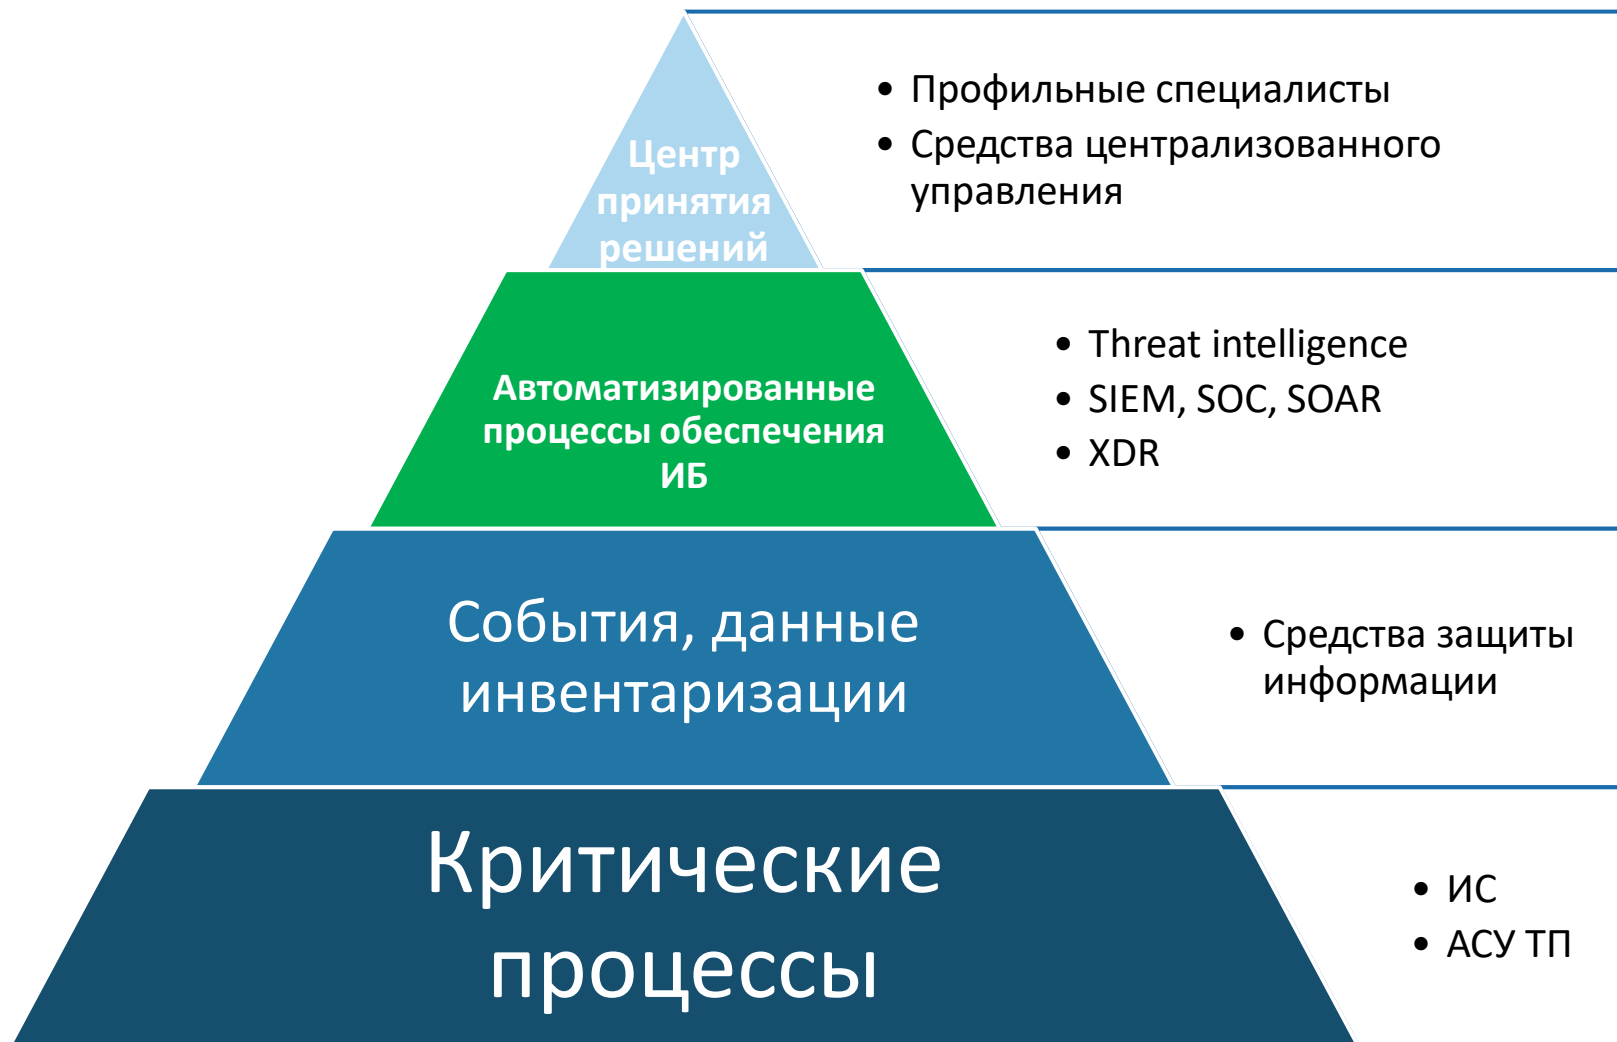 Центр
принятия
решений
• Профильные специалисты
• Средства централизованного
управления
Автоматизированные
процессы обеспечения
ИБ
• Threat intelligence
• SIEM, SOC, SOAR
• XDR
События, данные
инвентаризации
• Средства защиты
информации
Критические
процессы
• ИС
• АСУ ТП